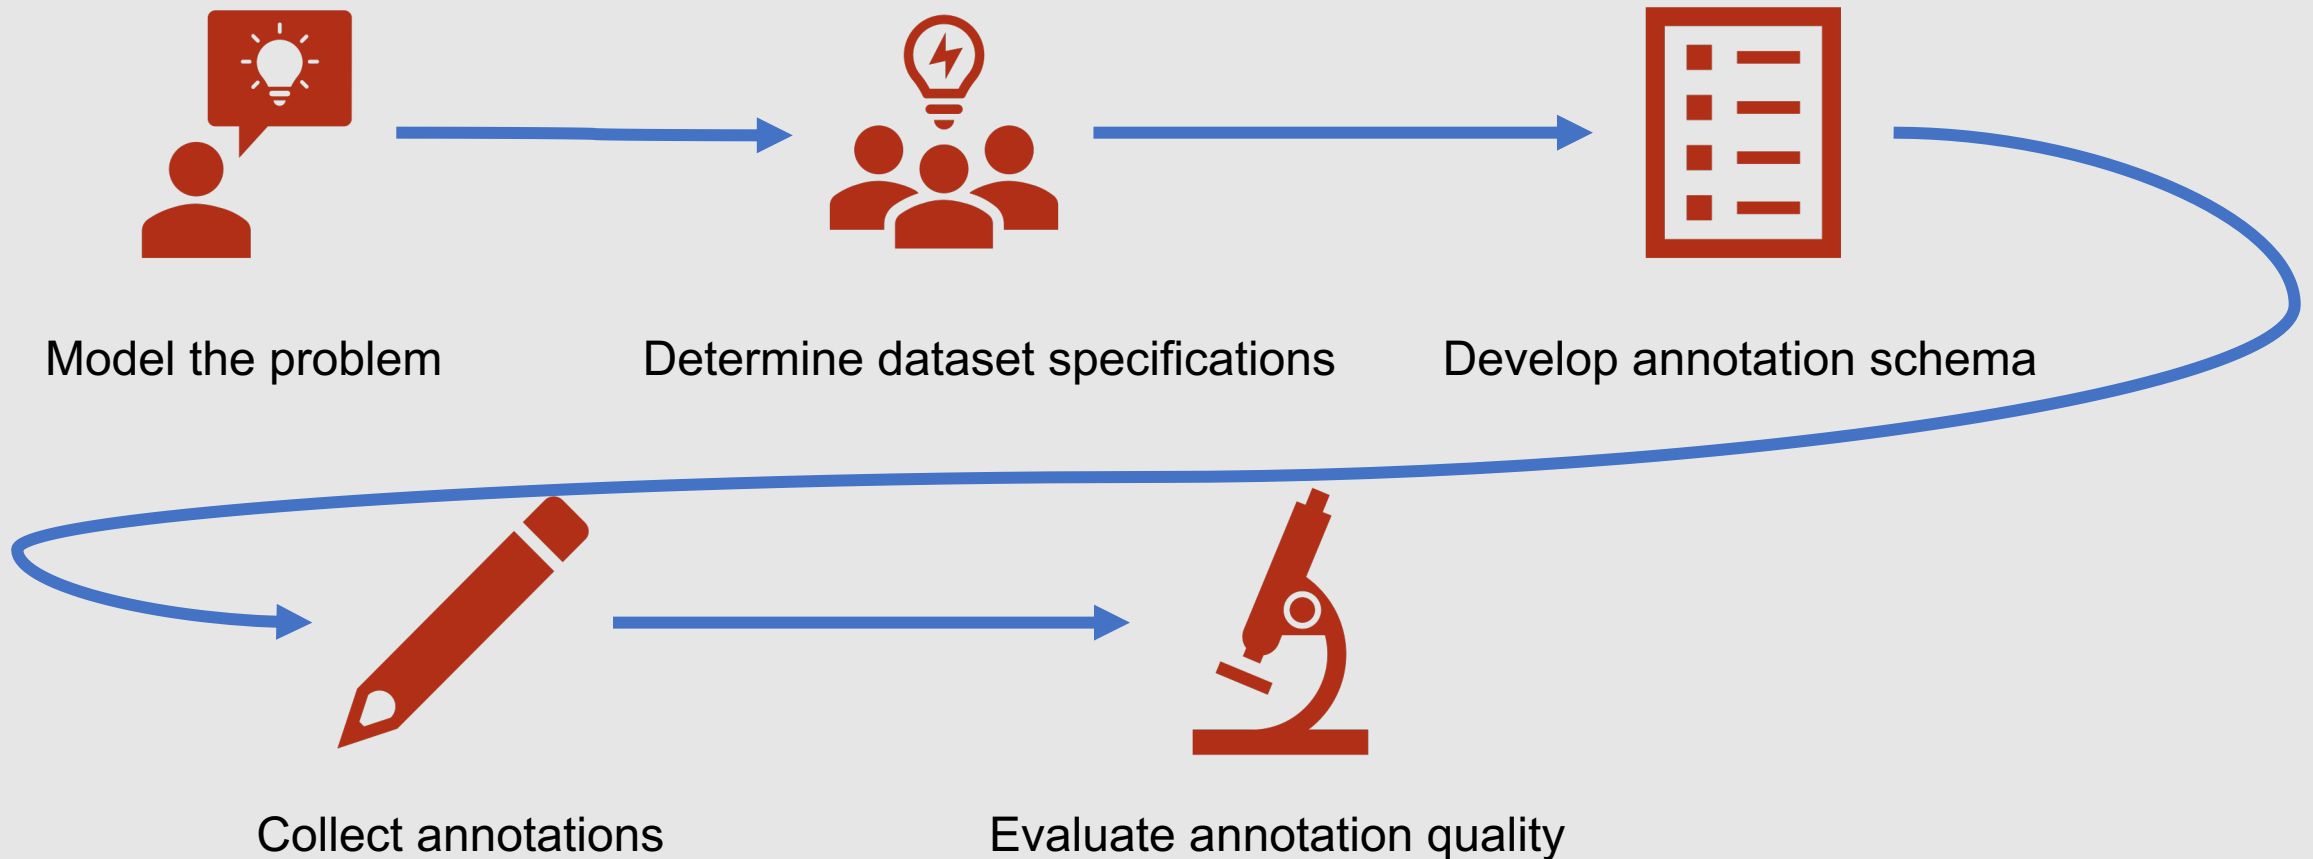 Model the problem
Determine dataset specifications
Develop annotation schema
Collect annotations
Evaluate annotation quality